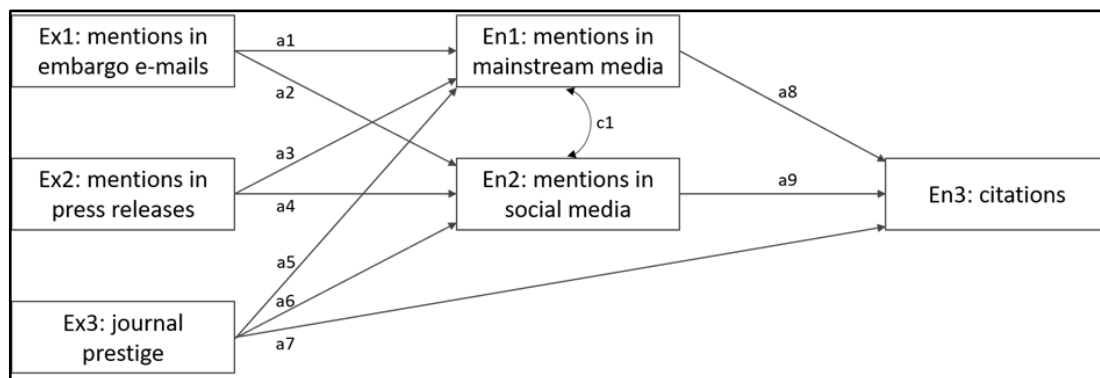 Ex1: mentions in
embargo e-mails
a1
a2
En1: mentions in
mainstream media
a8
c1
Ex2: mentions in
press releases
a3
a4
En2: mentions in
social media
a9
En3: citations
a5
a6
a7
Ex3: journal
prestige